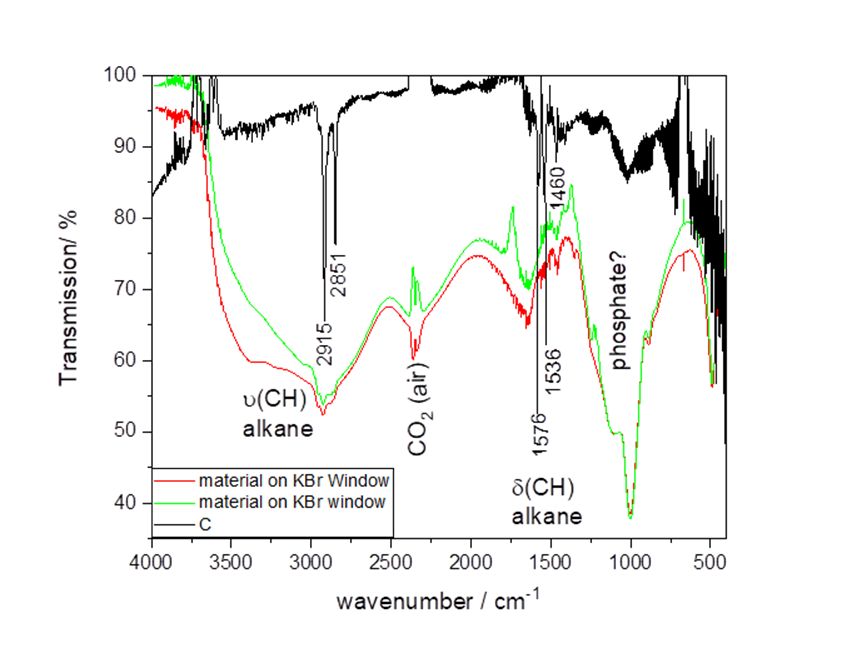 100
90
80
70
60
50
40
Transmission/ %
2915
2851
1460
1576
1536
phosphate?
υ(CH)
alkane
CO2 (air)
δ(CH)
alkane
material on KBr Window
material on KBr window
C
4000 3500 3000 2500 2000 1500 1000 500
wavenumber / cm-1